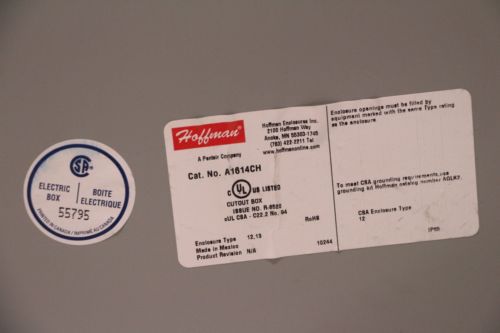 SA
ELECTRIC BOX
BOITE ELECTRIQUE
55795
PRINTED IN CANADA / IMPRIMÉ AU CANADA
Hoffman
A Pentair Company
Hoffman Enclosures Inc.
2100 Hoffman Way
Anoka, MN 55303-1745
(763) 422-2211 Tel
www.hoffmanonline.com
Cat. No. A1614CH
C UL US LISTED
CUTOUT BOX
ISSUE NO. R-8622
cUL CSA - C22.2 No. 94
RoHS
Enclosure Type 12,13
Made in Mexico
Product Revision N/A
10244
Enclosure openings must be filled by
equipment marked with the same Type rating
as the enclosure.
To meet CSA grounding requirements, use
grounding kit Hoffman catalog number AGLK7.
CSA Enclosure Type
12
IP65